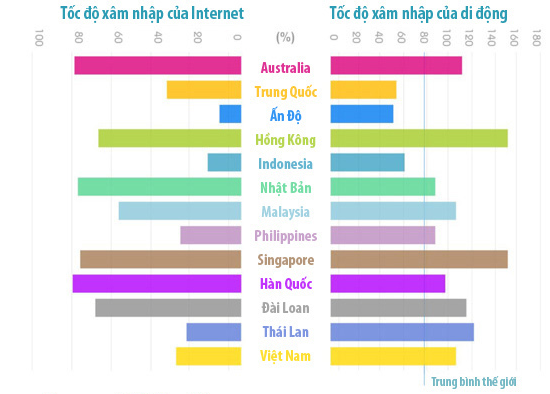 Tốc độ xâm nhập của Internet
Tốc độ xâm nhập của di động
100 80 60 40 20 0 (%) 0 20 40 60 80 100 120 140 160 180
Australia
Trung Quốc
Ấn Độ
Hồng Kông
Indonesia
Nhật Bản
Malaysia
Philippines
Singapore
Hàn Quốc
Đài Loan
Thái Lan
Việt Nam
Trung bình thế giới